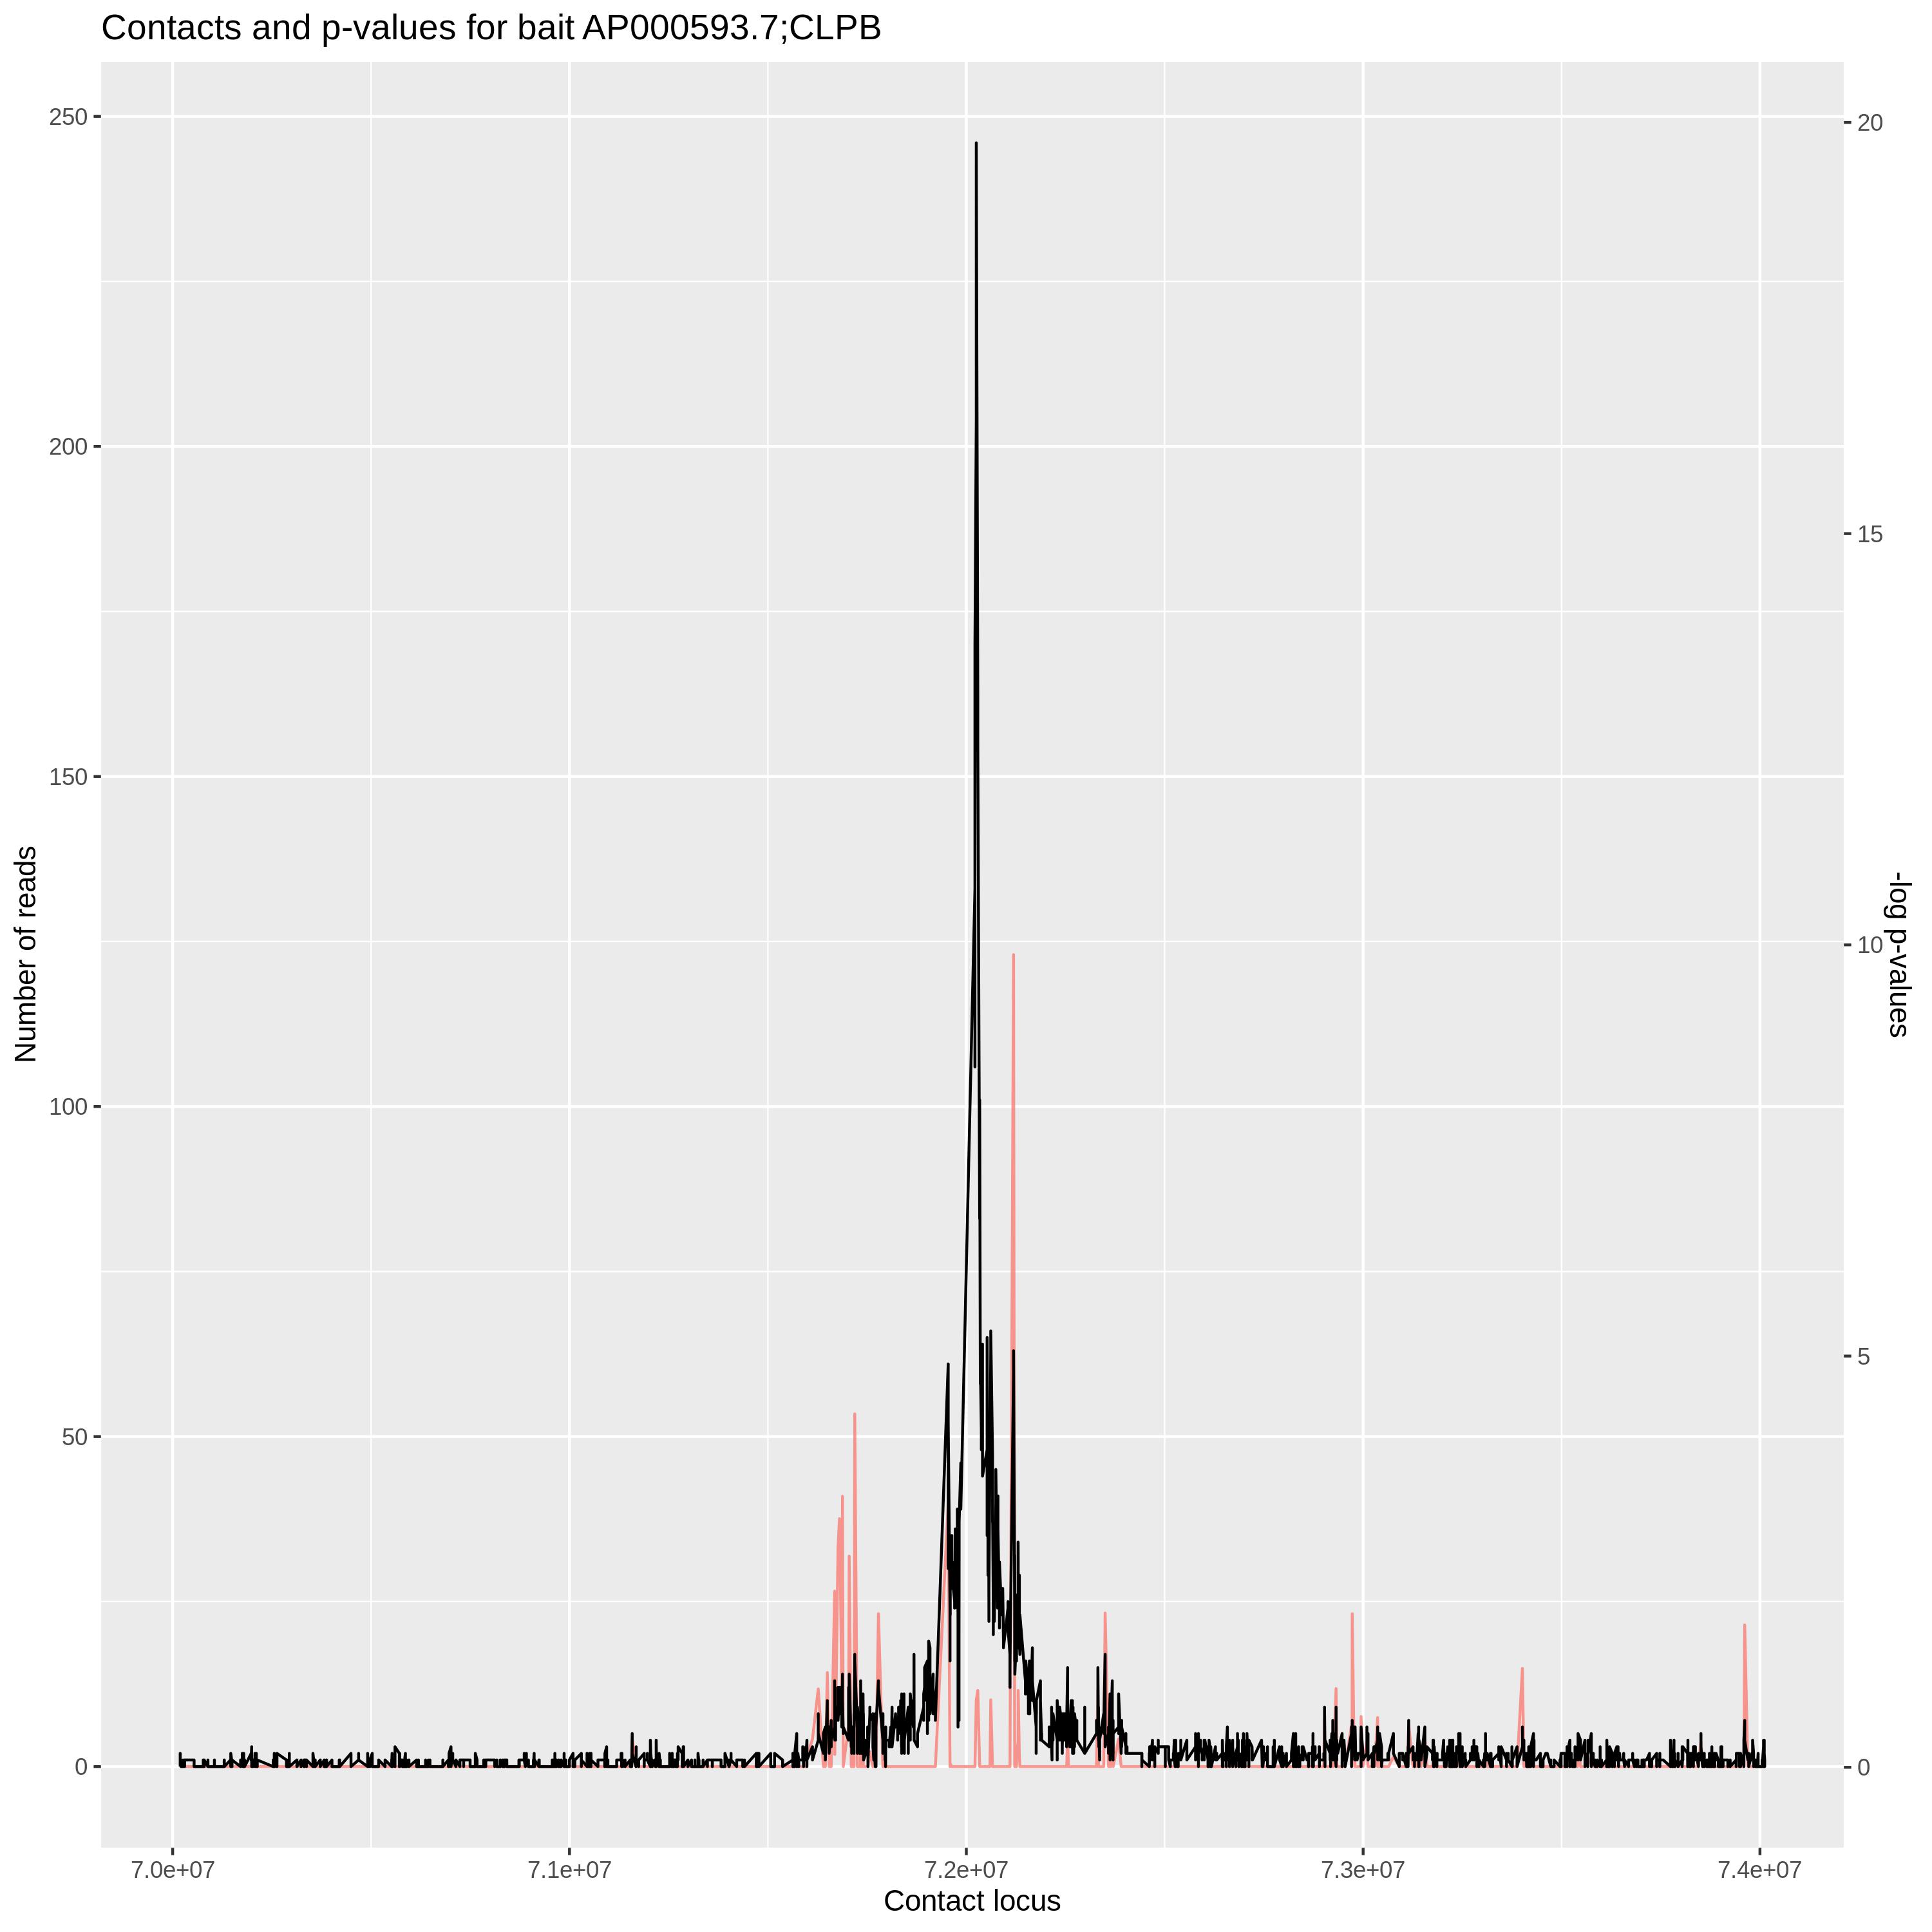 Contacts and p-values for bait AP000593.7;CLPB
250
200
150
100
50
0
Number of reads
20
15
10
5
0
-log p-values
7.0e+07
7.1e+07
7.2e+07
7.3e+07
7.4e+07
Contact locus